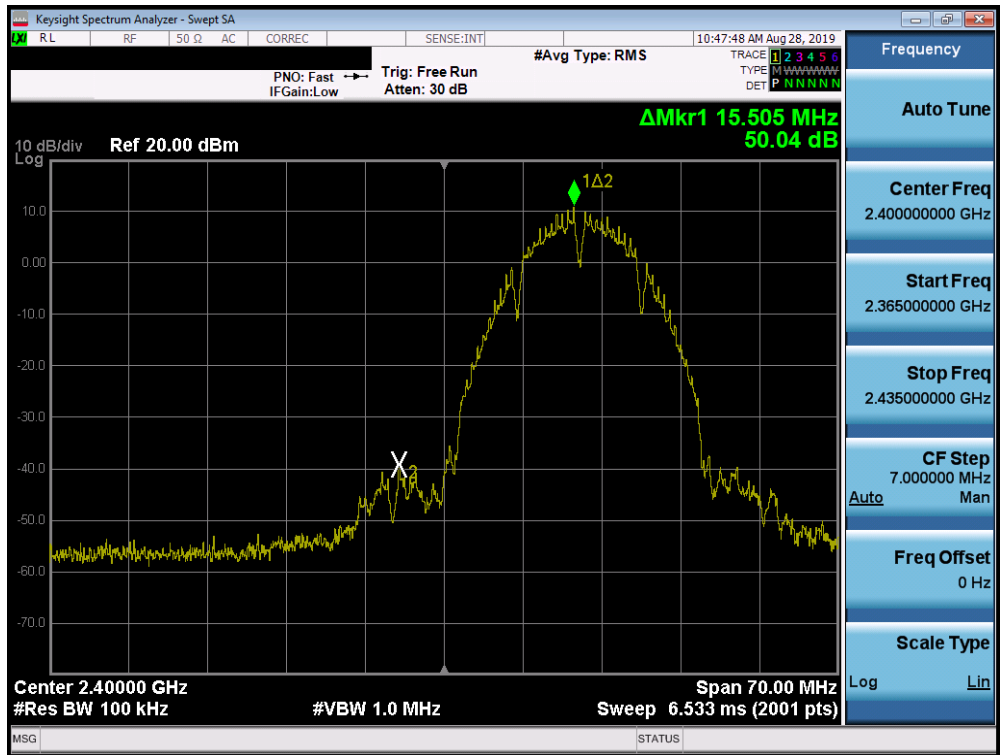 Keysight Spectrum Analyzer - Swept SA
LXI RL RF 50 Ω AC CORREC SENSE:INT 10:47:48 AM Aug 28, 2019
PNO: Fast
IFGain:Low
Trig: Free Run
Atten: 30 dB
#Avg Type: RMS
TRACE 1 2 3 4 5 6
TYPE M WWWWW
DET P N N N N N
ΔMkr1 15.505 MHz
50.04 dB
10 dB/div Ref 20.00 dBm
Log
10.0
0.00
-10.0
-20.0
-30.0
-40.0
-50.0
-60.0
-70.0
1Δ2
X2
Center 2.40000 GHz Span 70.00 MHz
#Res BW 100 kHz #VBW 1.0 MHz Sweep 6.533 ms (2001 pts)
MSG STATUS
Frequency
Auto Tune
Center Freq
2.400000000 GHz
Start Freq
2.365000000 GHz
Stop Freq
2.435000000 GHz
CF Step
7.000000 MHz
Auto Man
Freq Offset
0 Hz
Scale Type
Log Lin